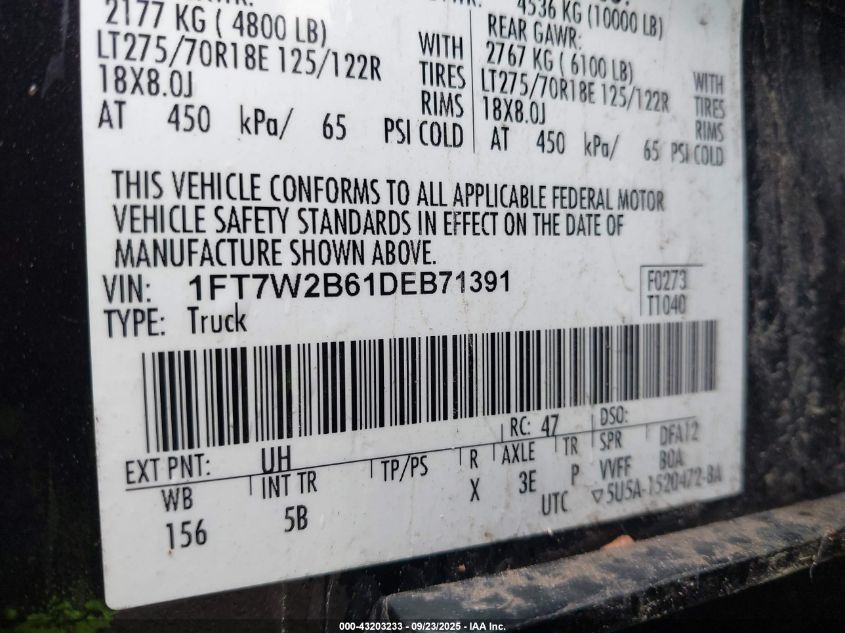 2177 KG ( 4800 LB)
LT275/70R18E 125/122R
18X8.0J
WITH
TIRES
RIMS
AT 450 kPa/ 65 PSI COLD
4536 KG (10000 LB)
REAR GAWR:
2767 KG ( 6100 LB)
LT275/70R18E 125/122R
18X8.0J
WITH
TIRES
RIMS
AT 450 kPa/ 65 PSI COLD
THIS VEHICLE CONFORMS TO ALL APPLICABLE FEDERAL MOTOR
VEHICLE SAFETY STANDARDS IN EFFECT ON THE DATE OF
MANUFACTURE SHOWN ABOVE.
VIN: 1FT7W2B61DEB71391
TYPE: Truck
F0273
T1040
EXT PNT: UH RC: 47 DSO:
WB INT TR TP/PS R AXLE TR SPR DFA12
156 5B X 3E P VVFF BOA
UTC ▽5U5A-1520472-BA
000-43203233 - 09/23/2025 - IAA Inc.